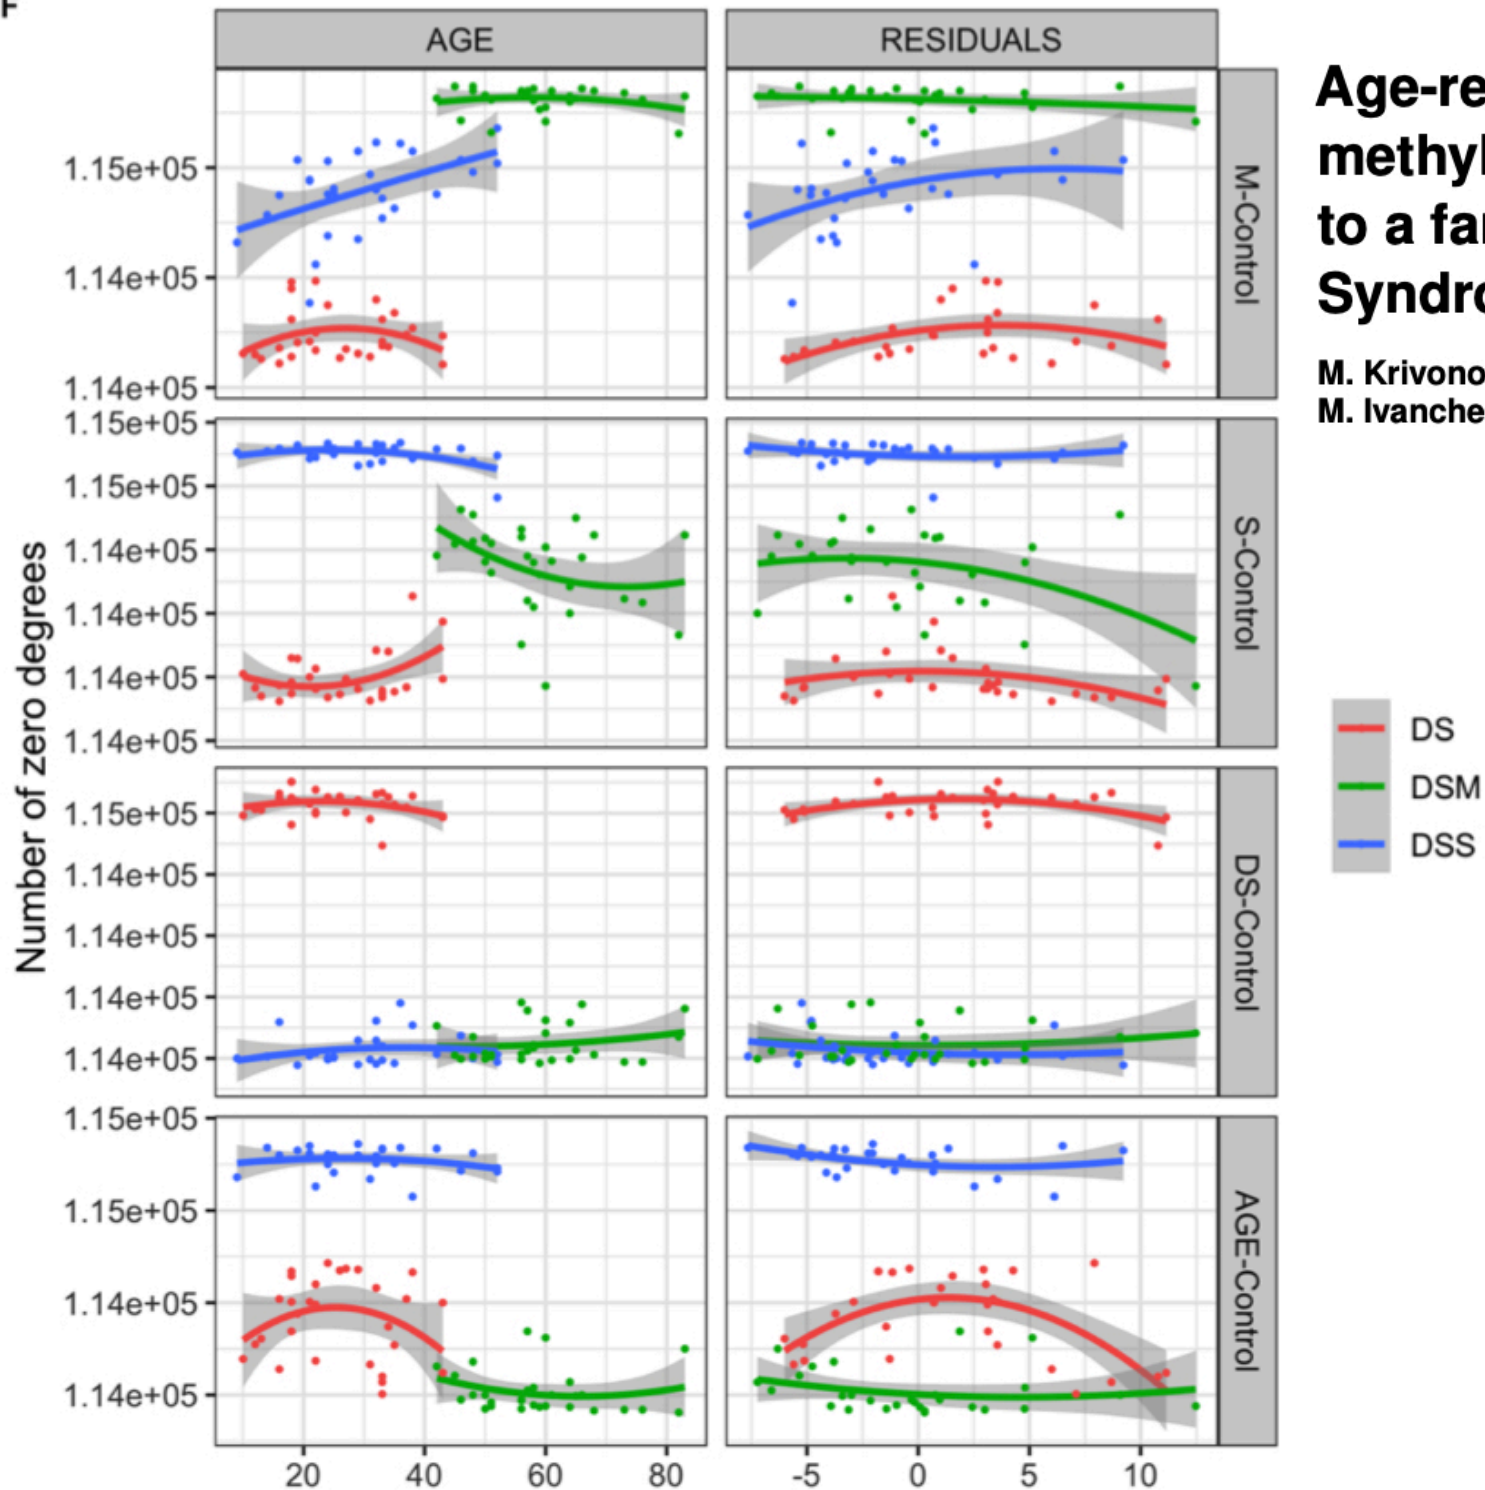 F
AGE
RESIDUALS
M-Control
1.15e+05
1.14e+05
1.14e+05
S-Control
1.15e+05
1.15e+05
1.14e+05
1.14e+05
1.14e+05
1.14e+05
DS-Control
1.15e+05
1.14e+05
1.14e+05
1.14e+05
1.14e+05
AGE-Control
1.15e+05
1.15e+05
1.14e+05
1.14e+05
20 40 60 80
-5 0 5 10
Number of zero degrees
Age-re
methyl
to a fa
Syndro
M. Krivono
M. Ivanche
DS
DSM
DSS